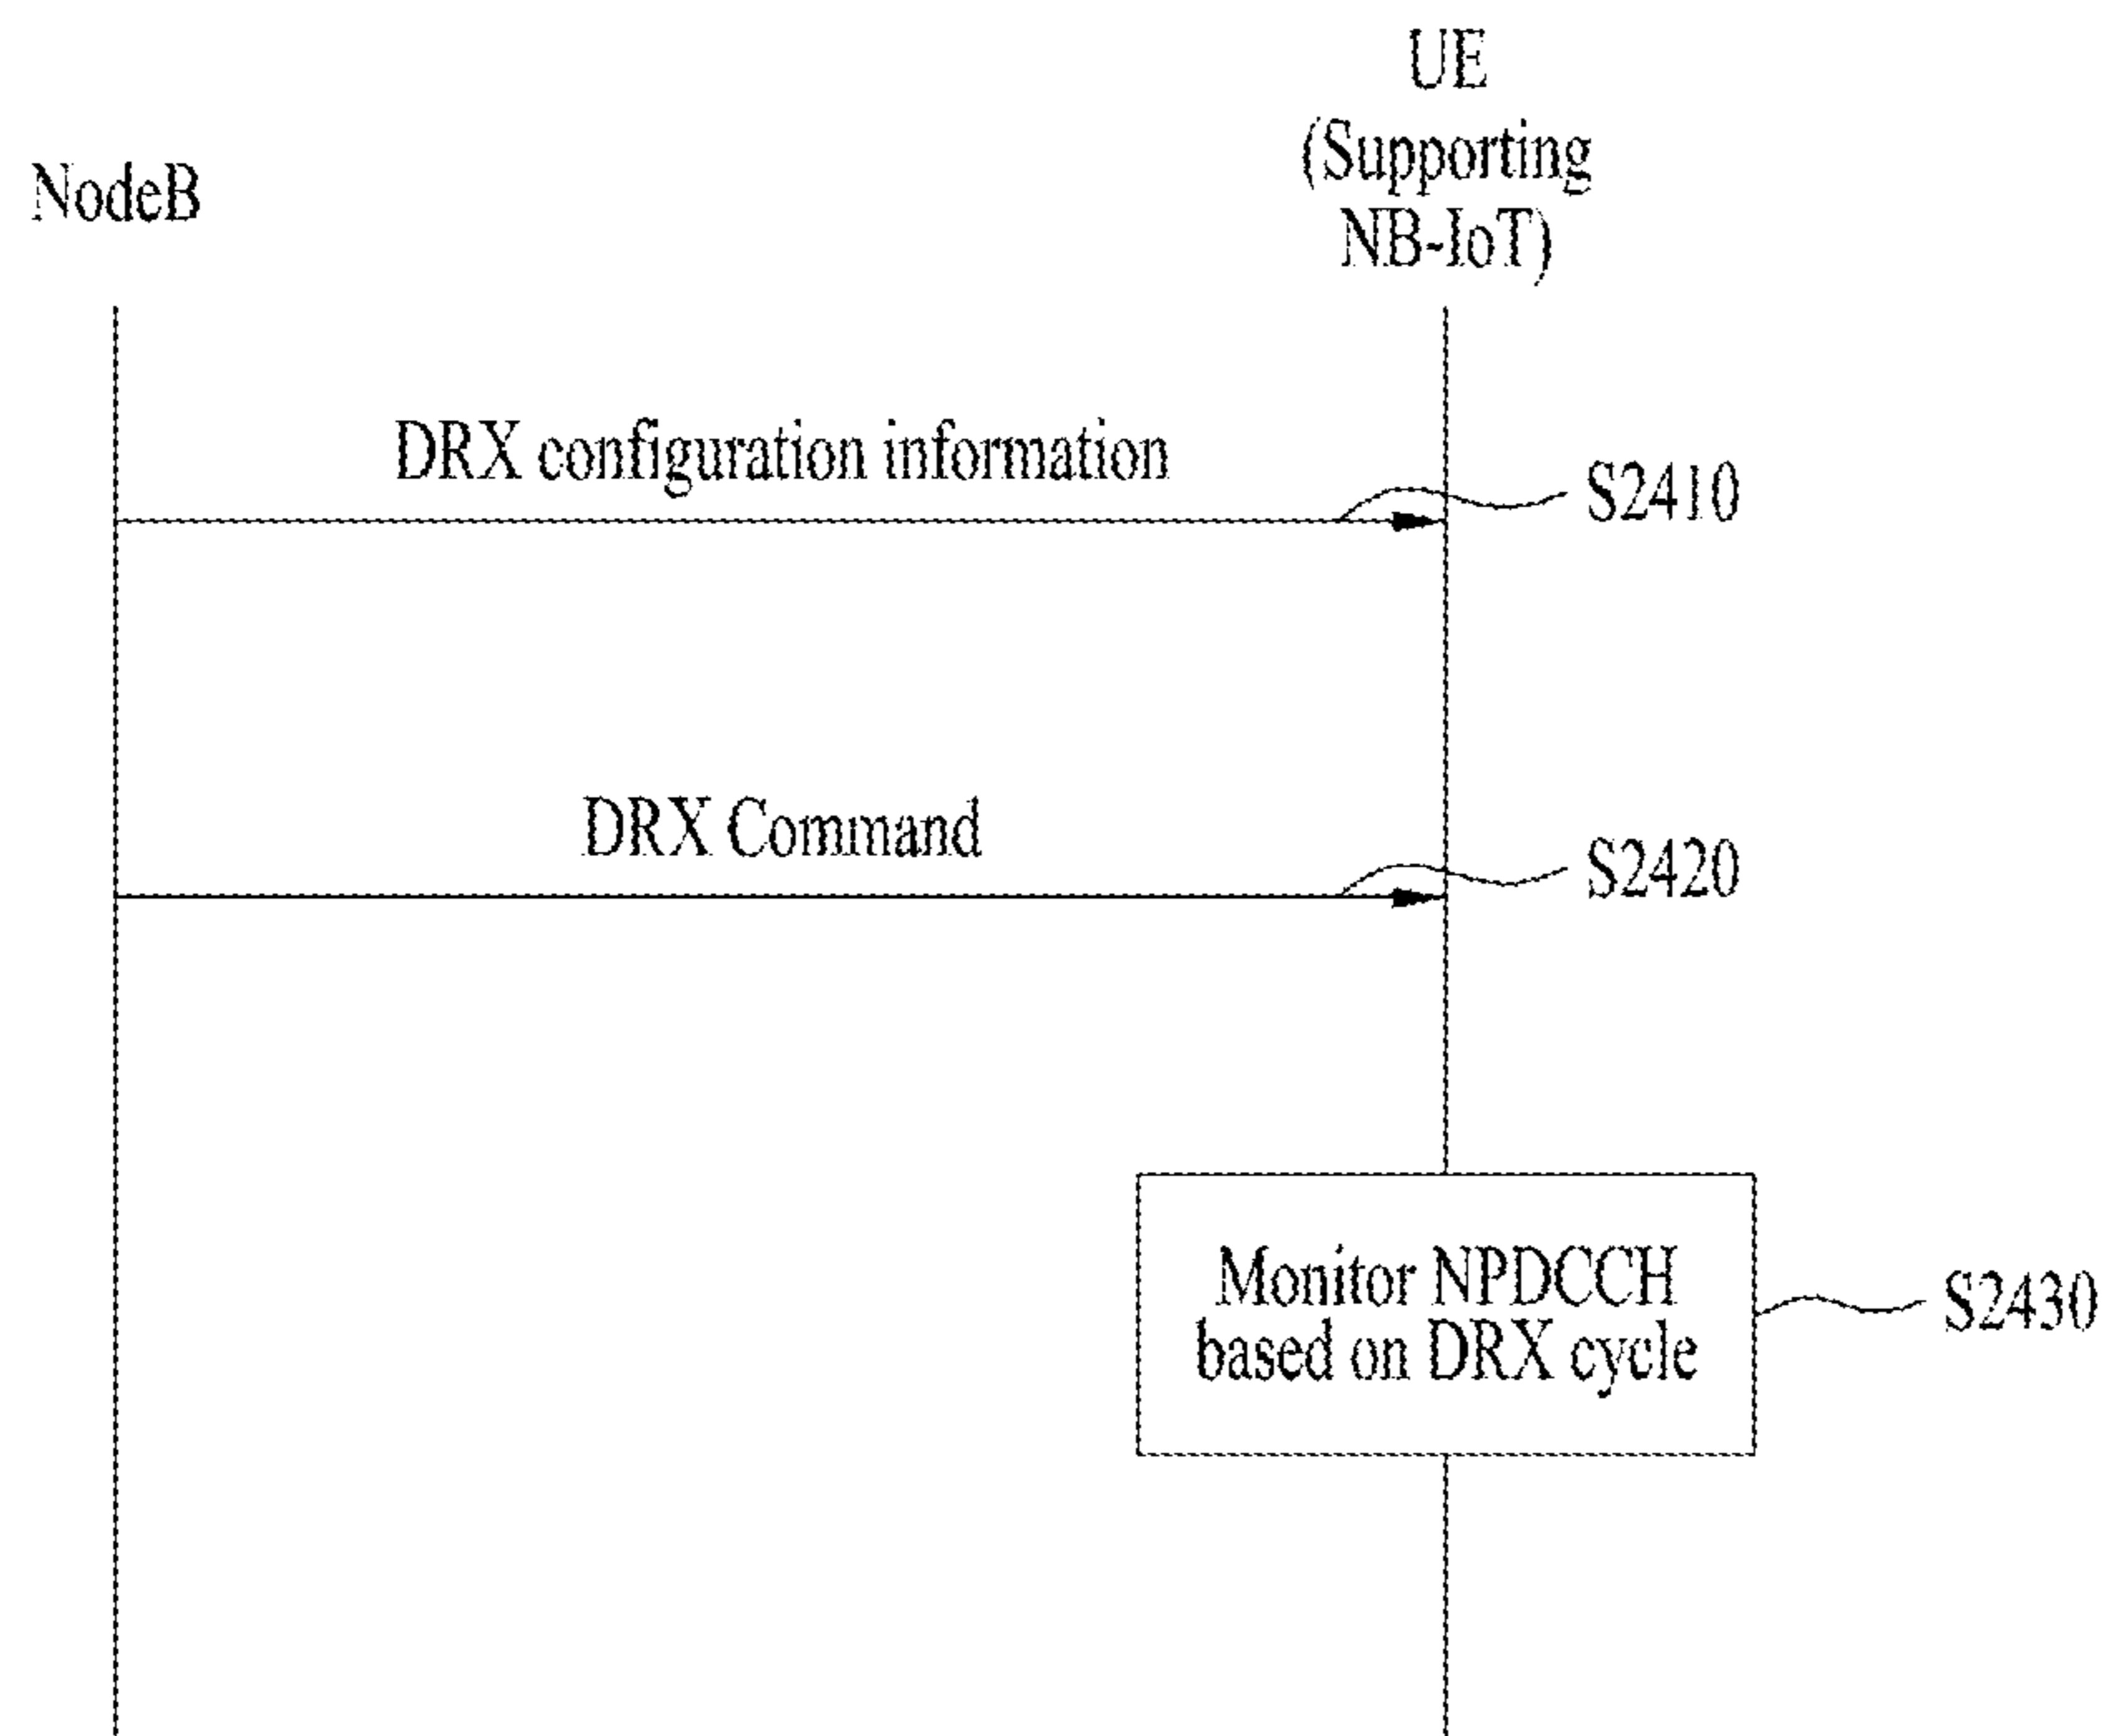 UE
(Supporting
NB-IoT)
NodeB
DRX configuration information
S2410
DRX Command
S2420
Monitor NPDCCH
based on DRX cycle
S2430